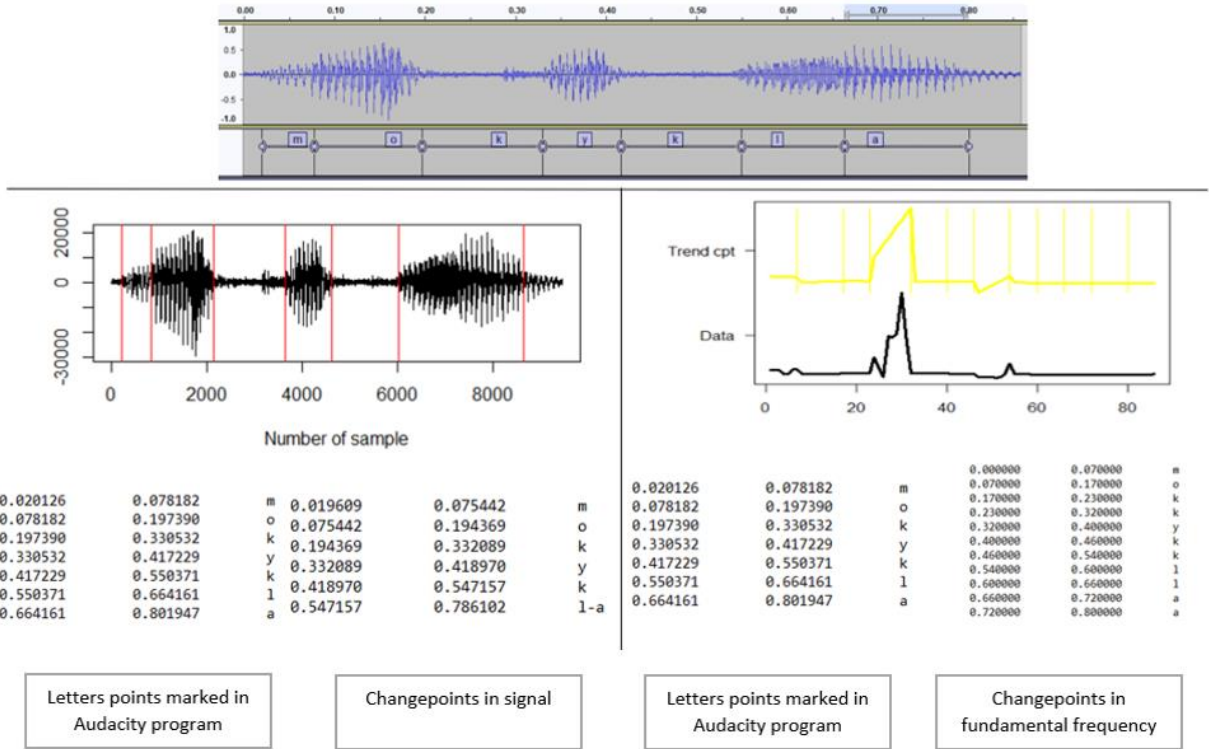 0.00 0.10 0.20 0.30 0.40 0.50 0.60 0.70 0.80
1.0
0.5
0.0
-0.5
-1.0
m o k y k l a
20000
0
-30000
0 2000 4000 6000 8000
Number of sample
Trend cpt
Data
0 20 40 60 80
0.020126 0.078182 m
0.078182 0.197390 o
0.197390 0.330532 k
0.330532 0.417229 y
0.417229 0.550371 k
0.550371 0.664161 l
0.664161 0.801947 a
0.019609 0.075442 m
0.075442 0.194369 o
0.194369 0.332089 k
0.332089 0.418970 y
0.418970 0.547157 k
0.547157 0.786102 l-a
0.020126 0.078182 m
0.078182 0.197390 o
0.197390 0.330532 k
0.330532 0.417229 y
0.417229 0.550371 k
0.550371 0.664161 l
0.664161 0.801947 a
0.000000 0.070000 m
0.070000 0.170000 o
0.170000 0.230000 k
0.230000 0.320000 k
0.320000 0.400000 y
0.400000 0.460000 k
0.460000 0.540000 k
0.540000 0.600000 l
0.600000 0.660000 l
0.660000 0.720000 a
0.720000 0.800000 a
Letters points marked in
Audacity program
Changepoints in signal
Letters points marked in
Audacity program
Changepoints in
fundamental frequency